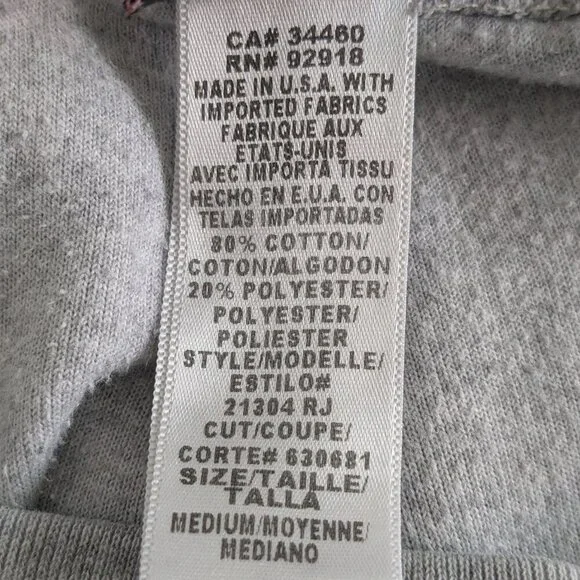 CA# 34460
RN# 92918
MADE IN U.S.A. WITH
IMPORTED FABRICS
FABRIQUE AUX
ETATS-UNIS
AVEC IMPORTA TISSU
HECHO EN E.U.A. CON
TELAS IMPORTADAS
80% COTTON/
COTON/ALGODON
20% POLYESTER/
POLYESTER/
POLIESTER
STYLE/MODELLE/
ESTILO#
21304 RJ
CUT/COUPE/
CORTE# 630681
SIZE/TAILLE/
TALLA
MEDIUM/MOYENNE/
MEDIANO